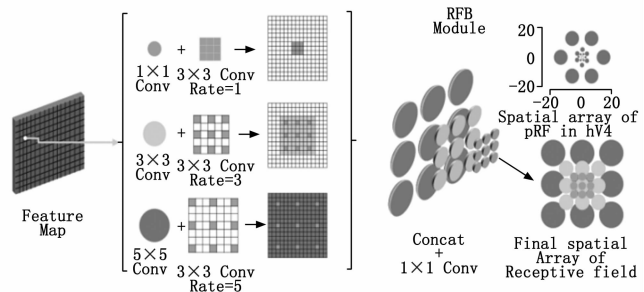 Feature
Map
1×1
Conv
+
3×3 Conv
Rate=1
3×3
Conv
+
3×3 Conv
Rate=3
5×5
Conv
+
3×3 Conv
Rate=5
RFB
Module
Concat
+
1×1 Conv
20
0
-20
-20 0 20
Spatial array of
pRF in hV4
Final spatial
Array of
Receptive field